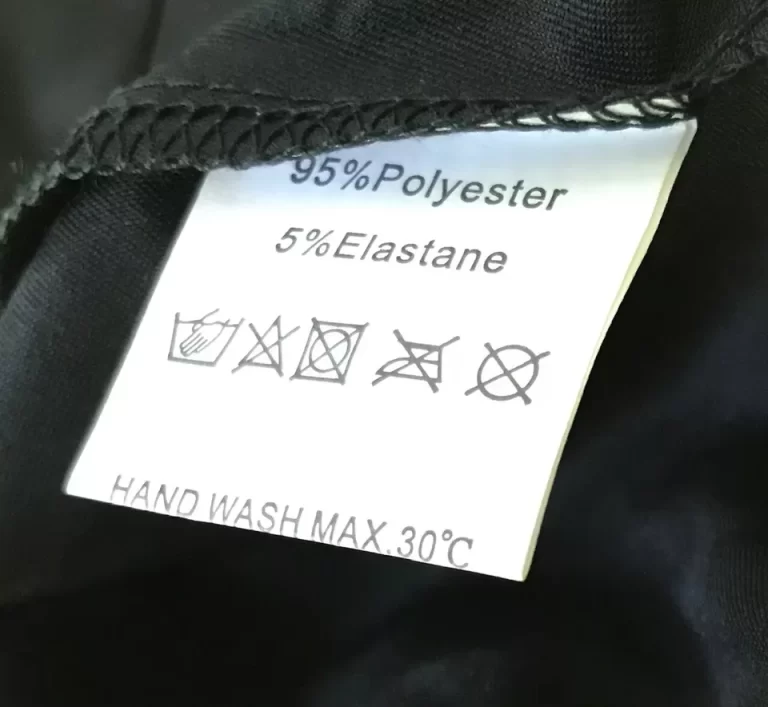 95%Polyester
5%Elastane
HAND WASH MAX.30℃